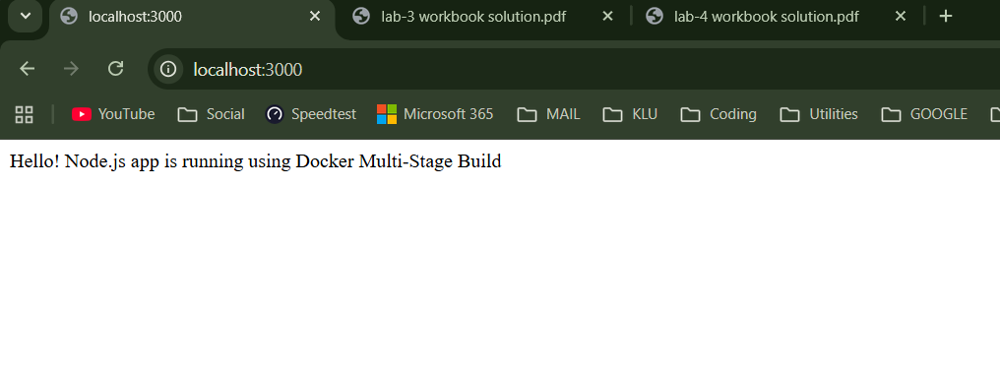 localhost:3000
lab-3 workbook solution.pdf
lab-4 workbook solution.pdf
localhost:3000
YouTube
Social
Speedtest
Microsoft 365
MAIL
KLU
Coding
Utilities
GOOGLE
Hello! Node.js app is running using Docker Multi-Stage Build